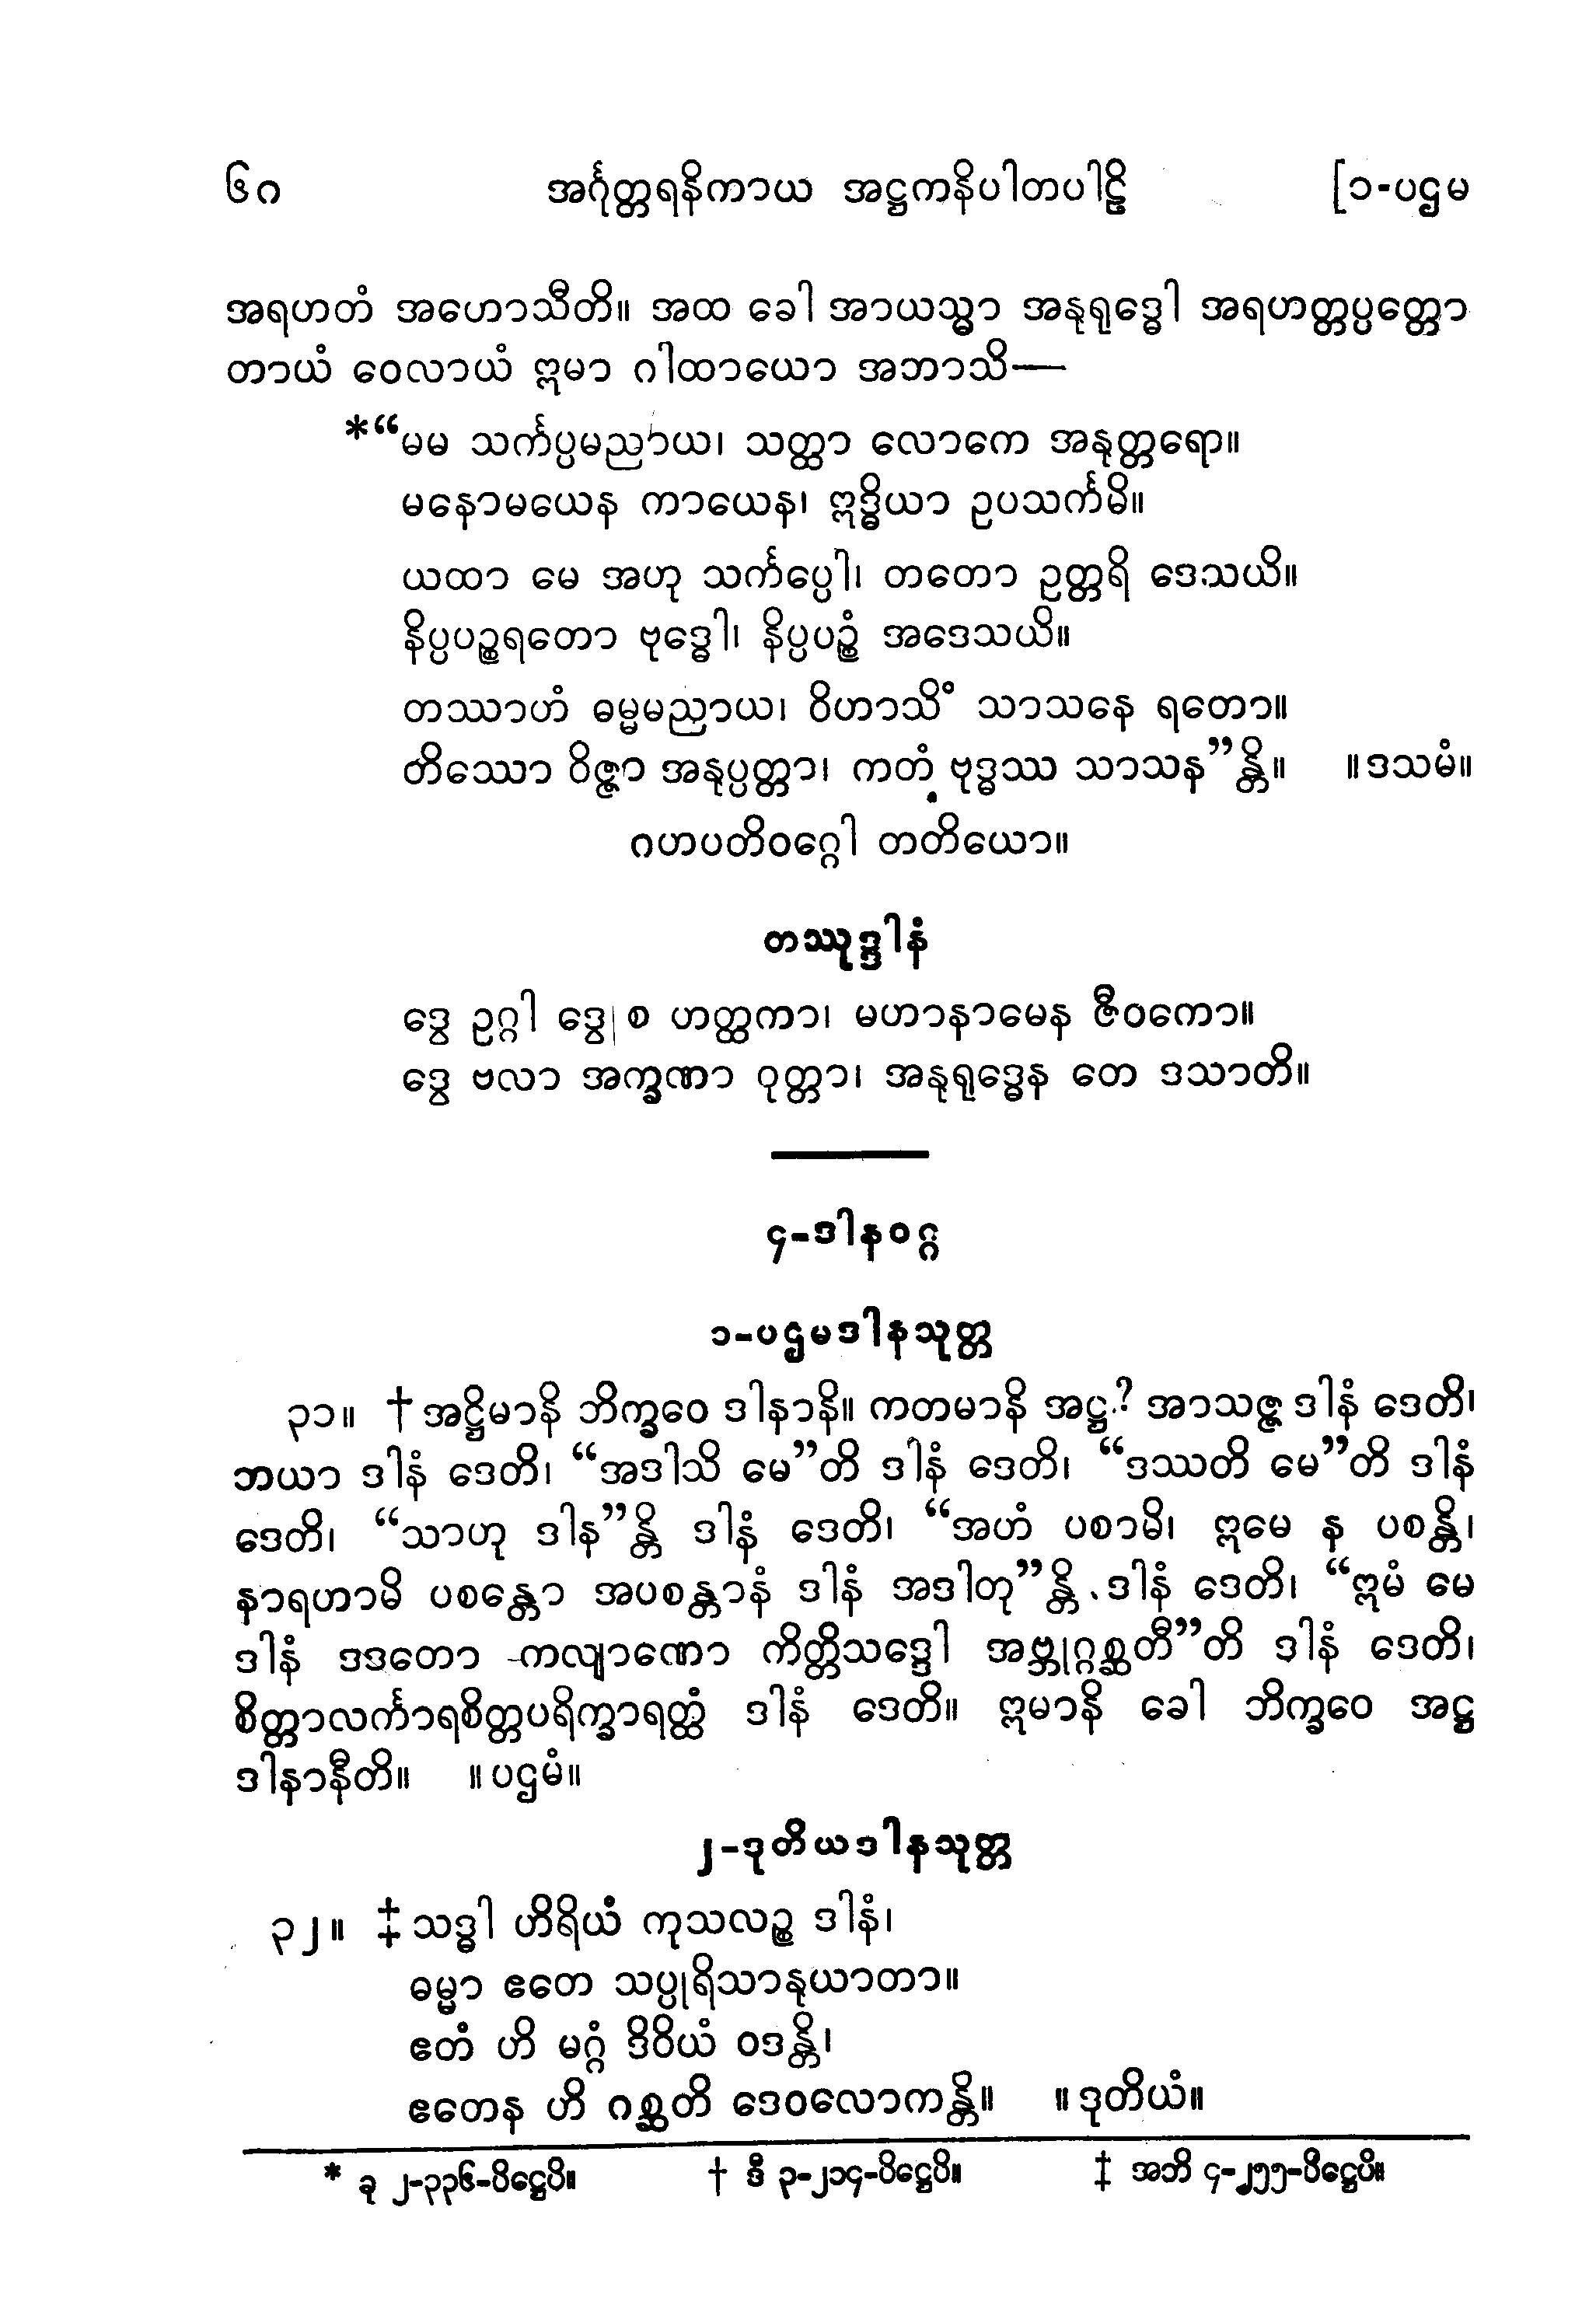 ၆ဂ အင်္ဂုတ္တရနိကာယ အဋ္ဌကနိပါတပါဠိ [၁-ပဌမ
အရဟတံ အဟောသီတိ။ အထ ခေါ အာယသ္မာ အနုရုဒ္ဓေါ အရဟတ္တပ္ပတ္တော
တာယံ ဝေလာယံ ဣမာ ဂါထာယော အဘာသိ—
*“မမ သင်္ကပ္ပမညာယ၊ သတ္ထာ လောကေ အနုတ္တရော။
မနောမယေန ကာယေန၊ ဣဒ္ဓိယာ ဥပသင်္ကမိ။
ယထာ မေ အဟု သင်္ကပ္ပေါ၊ တတော ဥတ္တရိ ဒေသယိ။
နိပ္ပပဉ္စရတော ဗုဒ္ဓေါ၊ နိပ္ပပဉ္စံ အဒေသယိ။
တဿာဟံ ဓမ္မမညာယ၊ ဝိဟာသိံ သာသနေ ရတော။
တိဿော ဝိဇ္ဇာ အနုပ္ပတ္တာ၊ ကတံ ဗုဒ္ဓဿ သာသန”န္တိ။ ။ဒသမံ။
ဂဟပတိဝဂ္ဂေါ တတိယော။
တဿုဒ္ဒါနံ
ဒွေ ဥဂ္ဂါ ဒွေ စ ဟတ္ထကာ၊ မဟာနာမေန ဇီဝကော။
ဒွေ ဗလာ အက္ခဏာ ဝုတ္တာ၊ အနုရုဒ္ဓေန တေ ဒသာတိ။
၄-ဒါနဝဂ္ဂ
၁-ပဌမဒါနသုတ္တ
၃၁။ †အဋ္ဌိမာနိ ဘိက္ခဝေ ဒါနာနိ။ ကတမာနိ အဋ္ဌ? အာသဇ္ဇ ဒါနံ ဒေတိ၊
ဘယာ ဒါနံ ဒေတိ၊ “အဒါသိ မေ”တိ ဒါနံ ဒေတိ၊ “ဒဿတိ မေ”တိ ဒါနံ
ဒေတိ၊ “သာဟု ဒါန”န္တိ ဒါနံ ဒေတိ၊ “အဟံ ပစာမိ၊ ဣမေ န ပစန္တိ၊
နာရဟာမိ ပစန္တော အပစန္တာနံ ဒါနံ အဒါတု”န္တိ ဒါနံ ဒေတိ၊ “ဣမံ မေ
ဒါနံ ဒဒတော ကလျာဏော ကိတ္တိသဒ္ဒေါ အဗ္ဘုဂ္ဂစ္ဆတီ”တိ ဒါနံ ဒေတိ၊
စိတ္တာလင်္ကာရစိတ္တပရိက္ခာရတ္ထံ ဒါနံ ဒေတိ။ ဣမာနိ ခေါ ဘိက္ခဝေ အဋ္ဌ
ဒါနာနီတိ။ ။ပဌမံ။
၂-ဒုတိယဒါနသုတ္တ
၃၂။ ‡သဒ္ဓါ ဟိရိယံ ကုသလဉ္စ ဒါနံ၊
ဓမ္မာ ဧတေ သပ္ပုရိသာနုယာတာ။
ဧတံ ဟိ မဂ္ဂံ ဒိဝိယံ ဝဒန္တိ၊
ဧတေန ဟိ ဂစ္ဆတိ ဒေဝလောကန္တိ။ ။ဒုတိယံ။
* ခု ၂-၃၃၆-ပိဋ္ဌေပိ။ † ဒီ ၃-၂၁၄-ပိဋ္ဌေပိ။ ‡ အဘိ ၄-၂၅၅-ပိဋ္ဌေပိ။